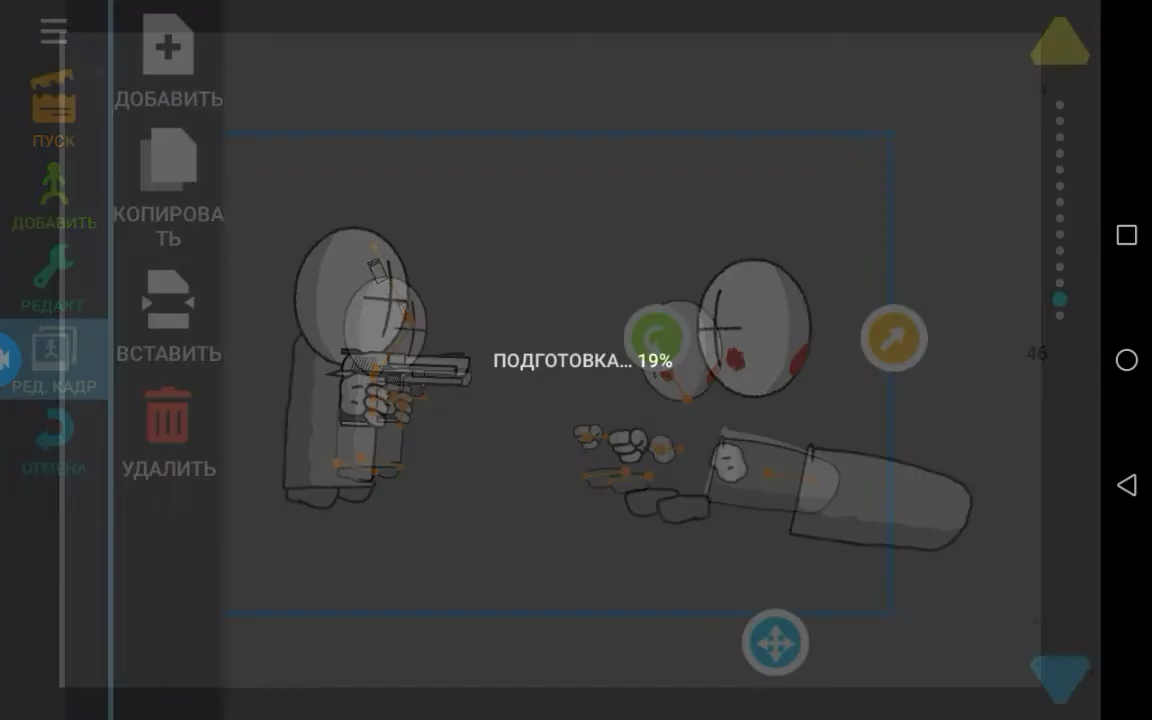 ПУСК
ДОБАВИТЬ
РЕДАКТ
РЕД. КАДР
ОТМЕНА
ДОБАВИТЬ
КОПИРОВА
ТЬ
ВСТАВИТЬ
УДАЛИТЬ
ПОДГОТОВКА... 19%
46